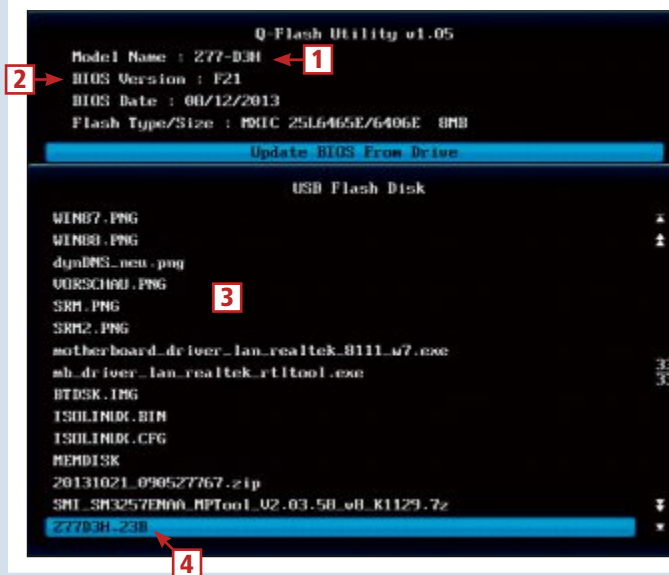 Q-Flash Utility v1.05
Model Name : Z77-D3H
1
2
BIOS Version : F21
BIOS Date : 08/12/2013
Flash Type/Size : MXIC 25L6465E/6406E 8MB
Update BIOS From Drive
USB Flash Disk
WIN87.PNG
WIN88.PNG
dynDNS_neu.png
VORSCHAU.PNG
3
SRM.PNG
SRM2.PNG
motherboard_driver_lan_realtek_8111_w7.exe
mb_driver_lan_realtek_rtltool.exe
BTDSK.IMG
ISOLINUX.BIN
ISOLINUX.CFG
MEMDISK
20131021_090527767.zip
SMI_SM3257ENAA_MPTool_V2.03.58_v8_K1129.7z
Z77D3H.23B
4